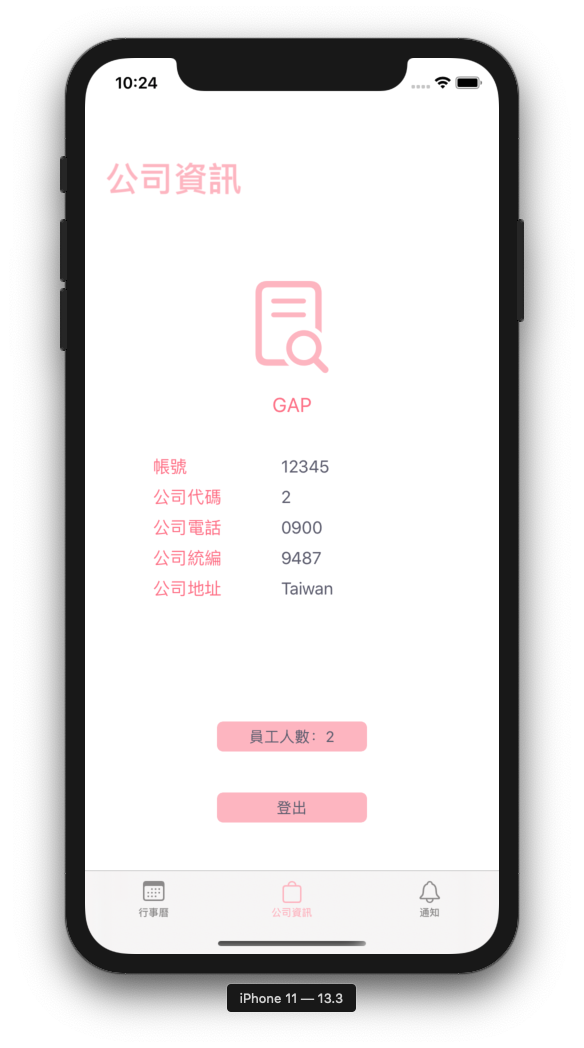 10:24
公司資訊
GAP
帳號 12345
公司代碼 2
公司電話 0900
公司統編 9487
公司地址 Taiwan
員工人數：2
登出
行事曆 公司資訊 通知
iPhone 11 — 13.3